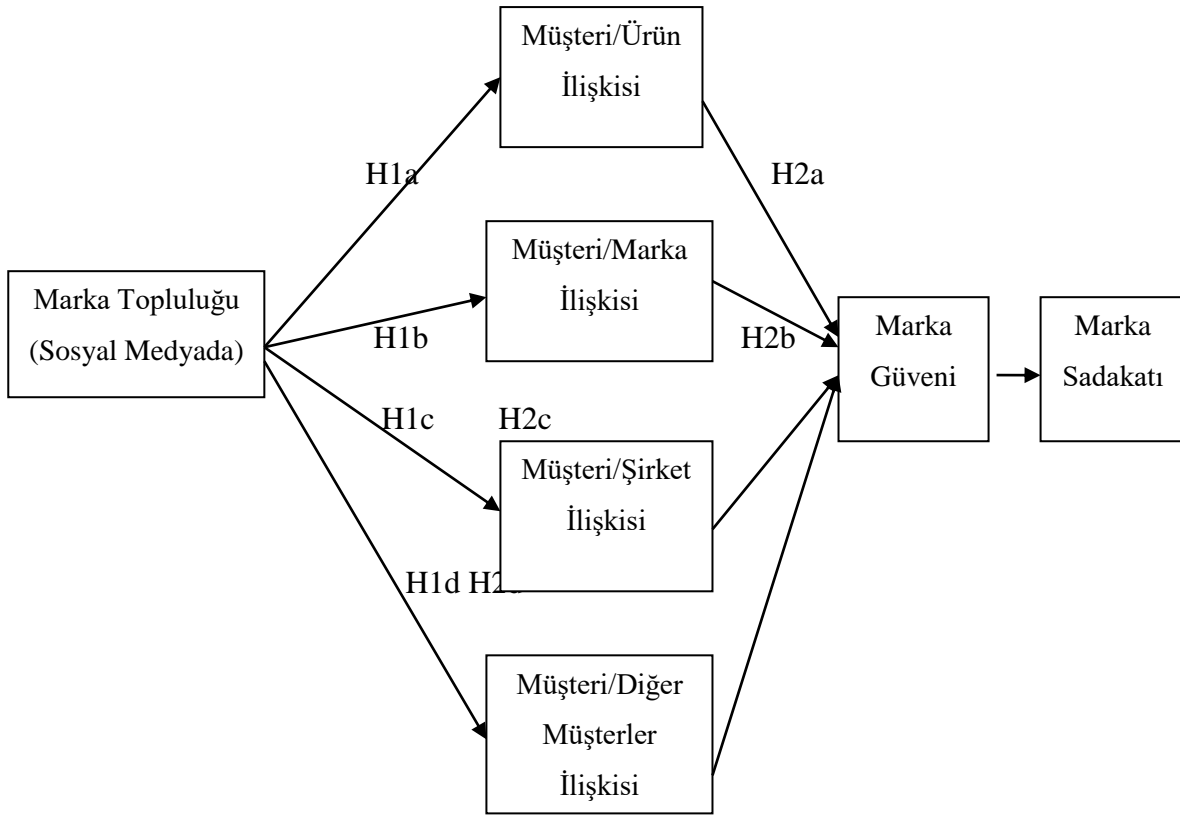 Müşteri/Ürün
İlişkisi
H1a
H2a
Müşteri/Marka
İlişkisi
Marka Topluluğu
(Sosyal Medyada)
H1b
H2b
Marka
Güveni
Marka
Sadakatı
H1c
H2c
Müşteri/Şirket
İlişkisi
H1d
Müşteri/Diğer
Müşterler
İlişkisi